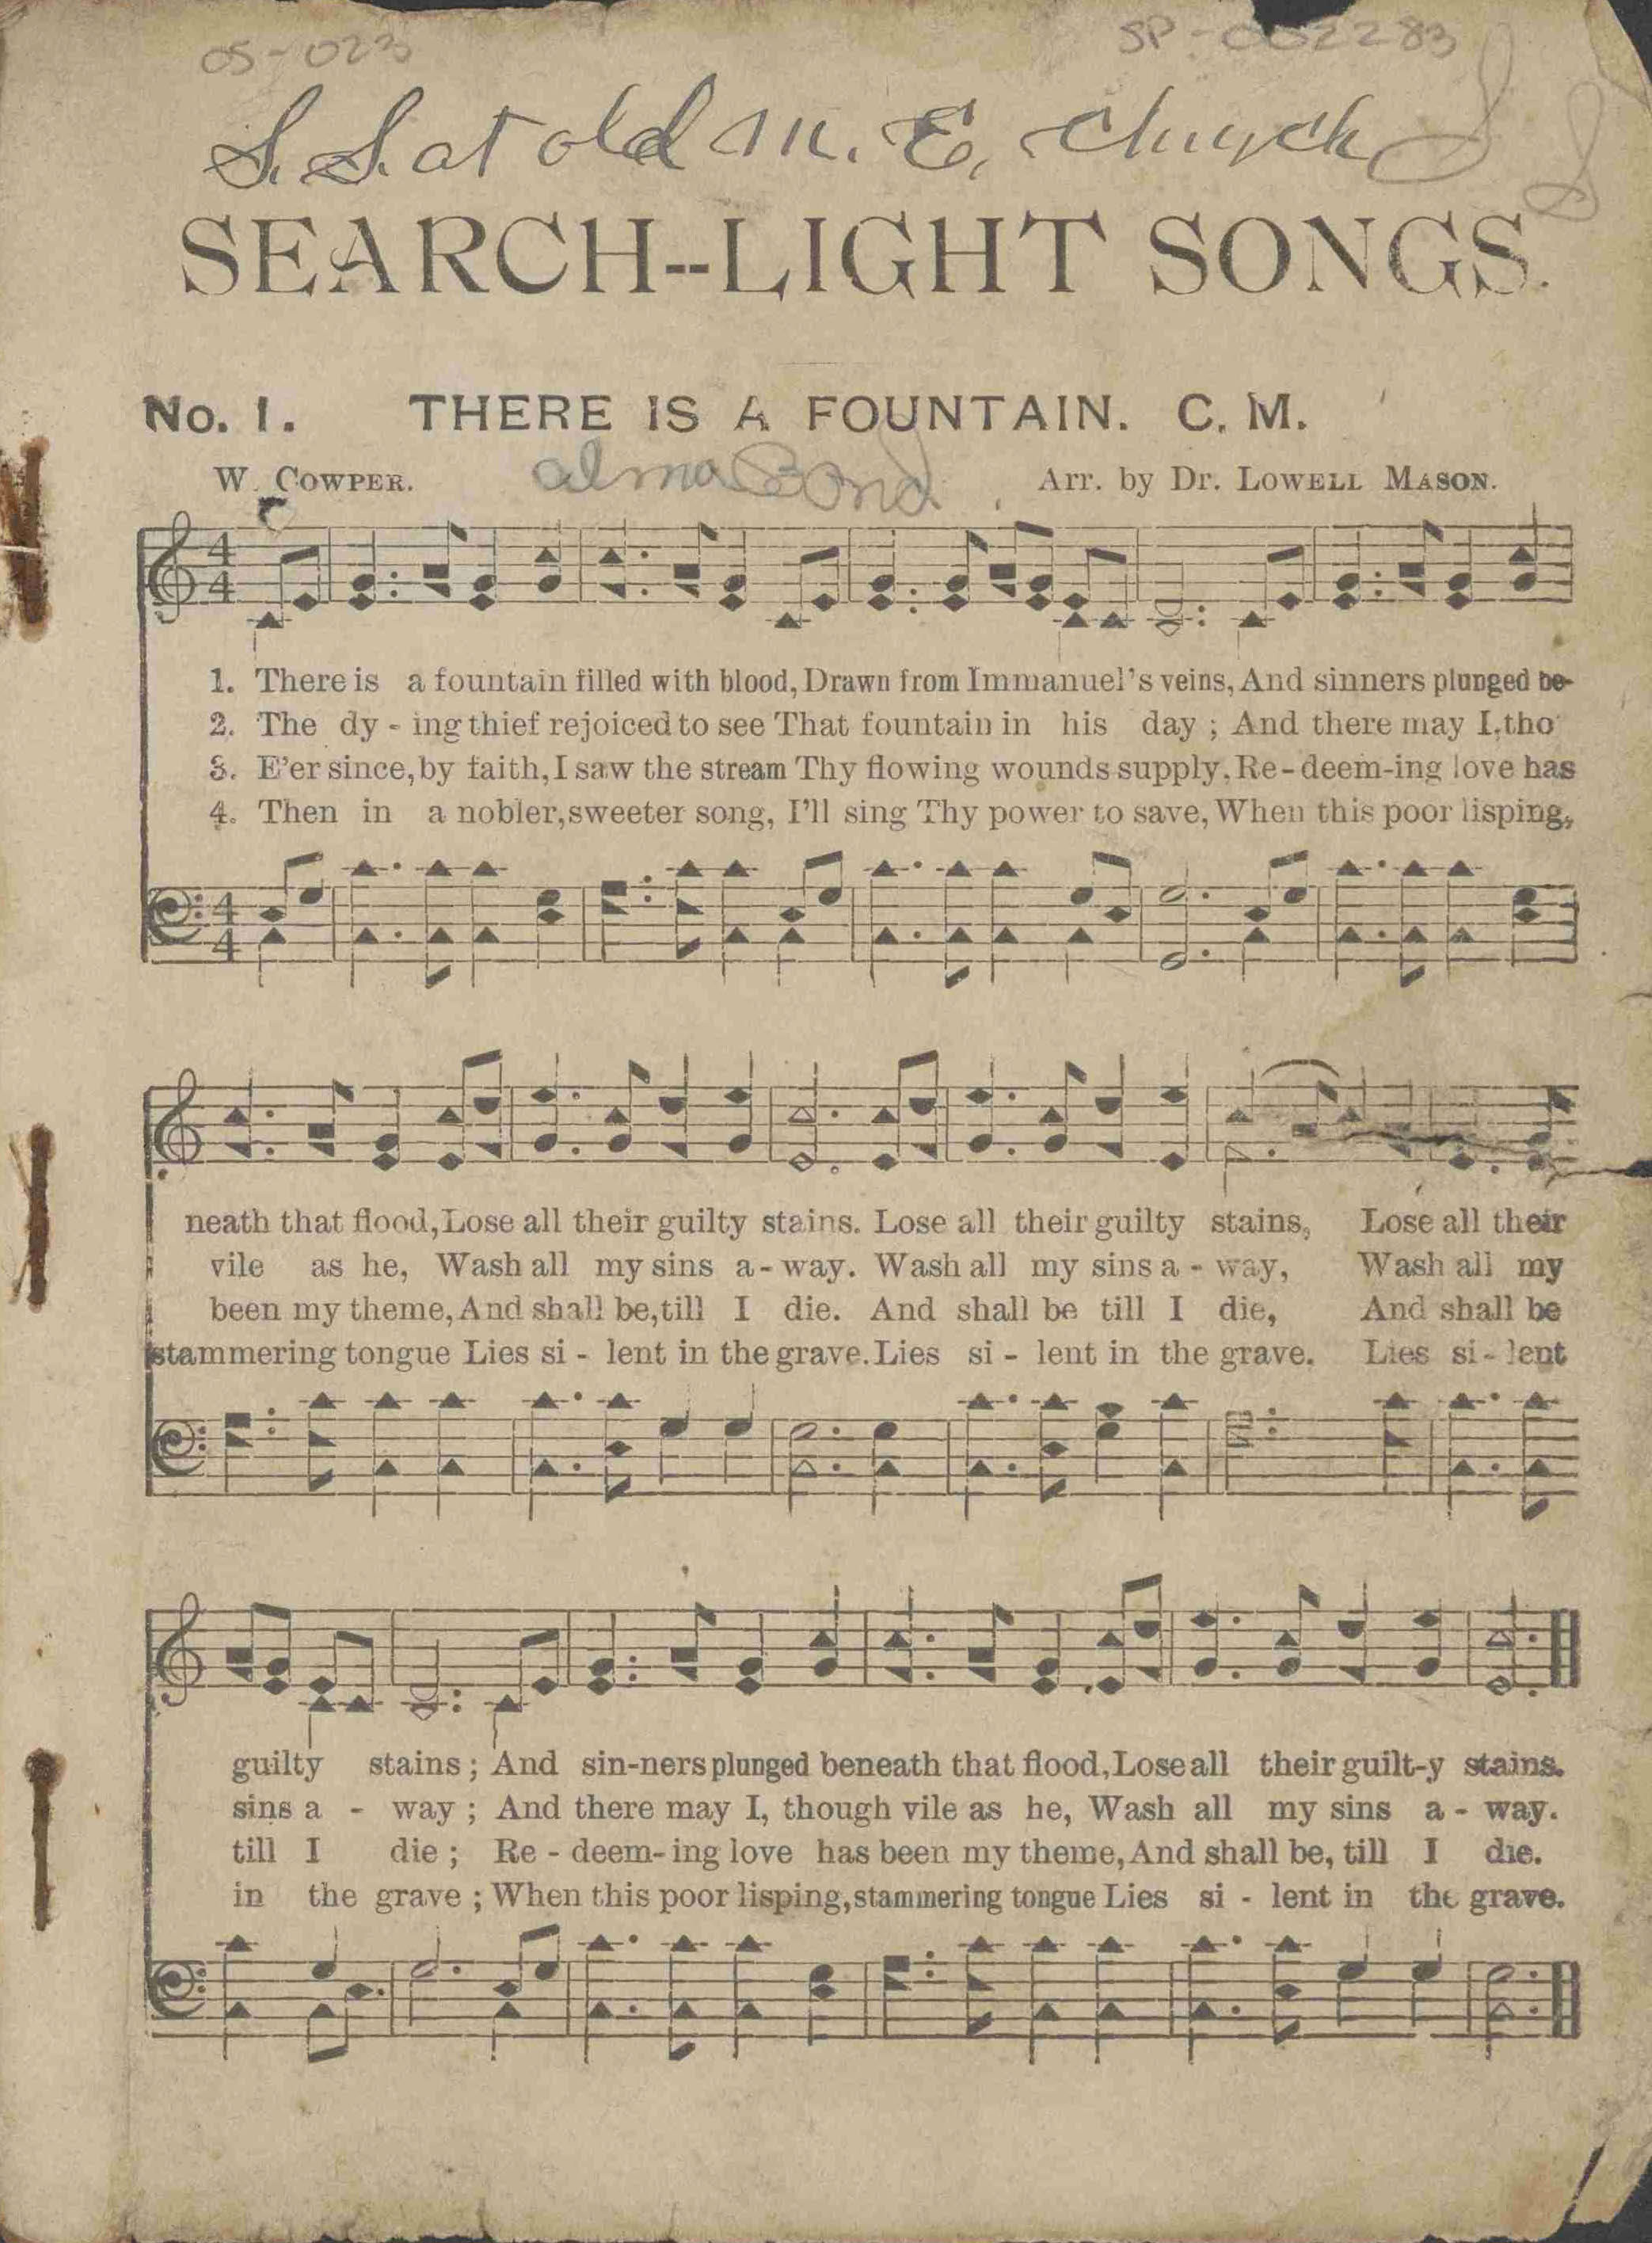 OS-023
SP-002283
S. S. at old M. E. Church
SEARCH--LIGHT SONGS.
No. 1. THERE IS A FOUNTAIN. C. M.
W. COWPER.
Alma Bond
Arr. by Dr. LOWELL MASON.
4
4
1. There is a fountain filled with blood, Drawn from Immanuel's veins, And sinners plunged be-
2. The dy - ing thief rejoiced to see That fountain in his day ; And there may I, tho'
3. E'er since, by faith, I saw the stream Thy flowing wounds supply, Re - deem-ing love has
4. Then in a nobler, sweeter song, I'll sing Thy power to save, When this poor lisping,
4
4
neath that flood, Lose all their guilty stains. Lose all their guilty stains, Lose all their
vile as he, Wash all my sins a - way. Wash all my sins a - way, Wash all my
been my theme, And shall be, till I die. And shall be till I die, And shall be
stammering tongue Lies si - lent in the grave. Lies si - lent in the grave. Lies si - lent
guilty stains ; And sin-ners plunged beneath that flood, Lose all their guilt-y stains.
sins a - way ; And there may I, though vile as he, Wash all my sins a - way.
till I die ; Re - deem-ing love has been my theme, And shall be, till I die.
in the grave ; When this poor lisping, stammering tongue Lies si - lent in the grave.